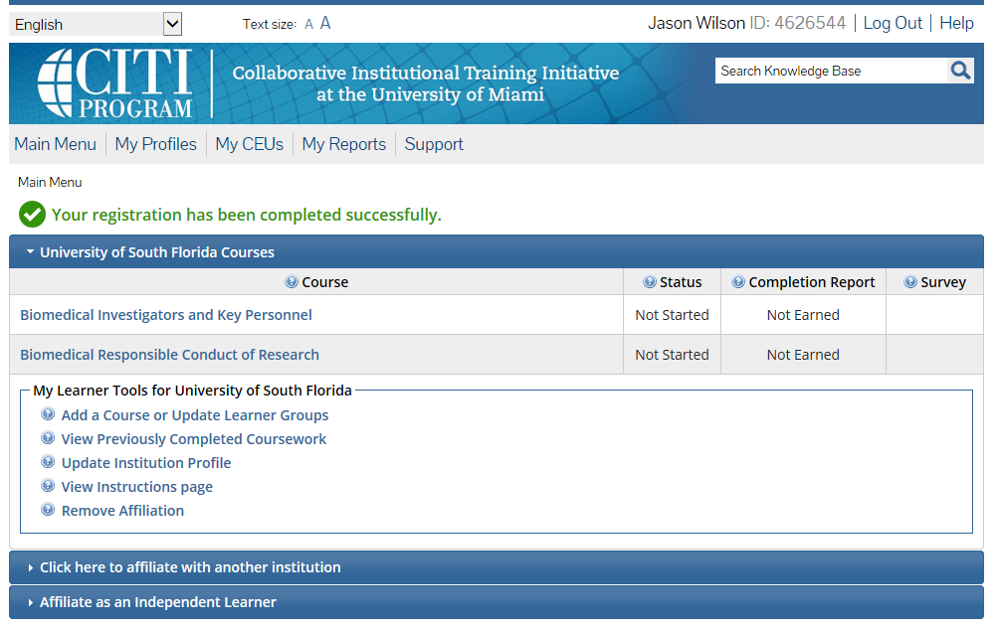 English
Text size: A A
Jason Wilson ID: 4626544 | Log Out | Help
CITI
PROGRAM
Collaborative Institutional Training Initiative
at the University of Miami
Search Knowledge Base
Main Menu | My Profiles | My CEUs | My Reports | Support
Main Menu
Your registration has been completed successfully.
University of South Florida Courses
Course Status Completion Report Survey
Biomedical Investigators and Key Personnel Not Started Not Earned
Biomedical Responsible Conduct of Research Not Started Not Earned
My Learner Tools for University of South Florida
Add a Course or Update Learner Groups
View Previously Completed Coursework
Update Institution Profile
View Instructions page
Remove Affiliation
Click here to affiliate with another institution
Affiliate as an Independent Learner